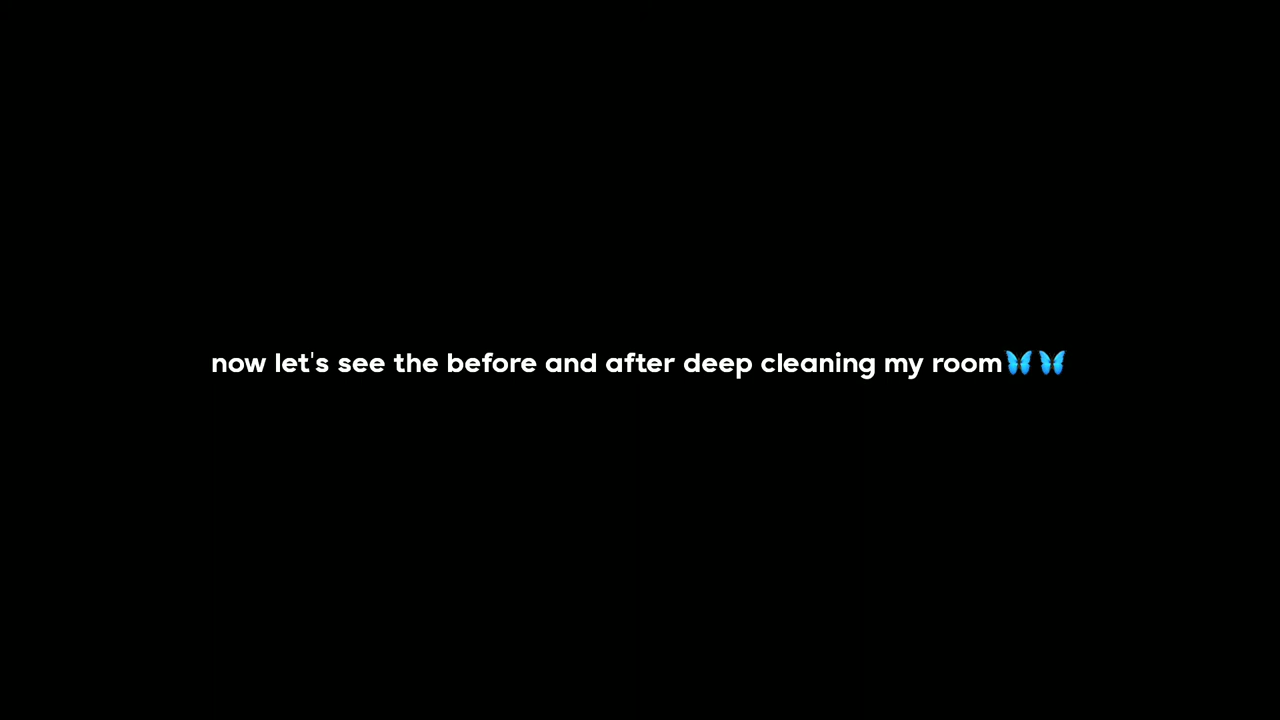 now let's see the before and after deep cleaning my room🦋🦋